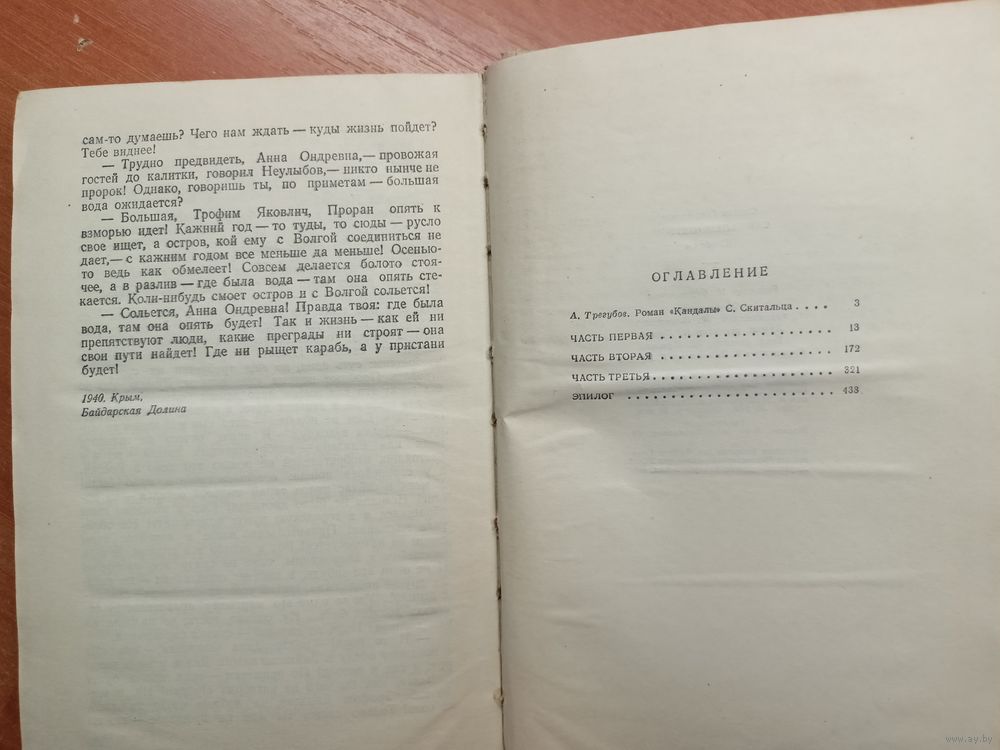 сам-то думаешь? Чего нам ждать — куды жизнь пойдет?
Тебе виднее!
— Трудно предвидеть, Анна Ондревна,— провожая
гостей до калитки, говорил Неулыбов,— никто нынче не
пророк! Однако, говоришь ты, по приметам — большая
вода ожидается?
— Большая, Трофим Яковлич, Проран опять к
взморью идет! Кажний год — то туды, то сюды — русло
свое ищет, а остров, кой ему с Волгой соединиться не
дает,— с кажним годом все меньше да меньше! Осенью-
то ведь как обмелеет! Совсем делается болото стоя-
чее, а в разлив — где была вода — там она опять сте-
кается. Коли-нибудь смоет остров и с Волгой сольется!
— Сольется, Анна Ондревна! Правда твоя: где была
вода, там она опять будет! Так и жизнь — как ей ни
препятствуют люди, какие преграды ни строят — она
свои пути найдет! Где ни рыщет карабь, а у пристани
будет!
1940. Крым,
Байдарская Долина
ОГЛАВЛЕНИЕ
А. Трегубов. Роман «Кандалы» С. Скитальца . . . . 3
ЧАСТЬ ПЕРВАЯ . . . . . . . . . . . . . . . . . . 13
ЧАСТЬ ВТОРАЯ . . . . . . . . . . . . . . . . . . 172
ЧАСТЬ ТРЕТЬЯ . . . . . . . . . . . . . . . . . . 321
ЭПИЛОГ . . . . . . . . . . . . . . . . . . . . . 433
www.ay.by